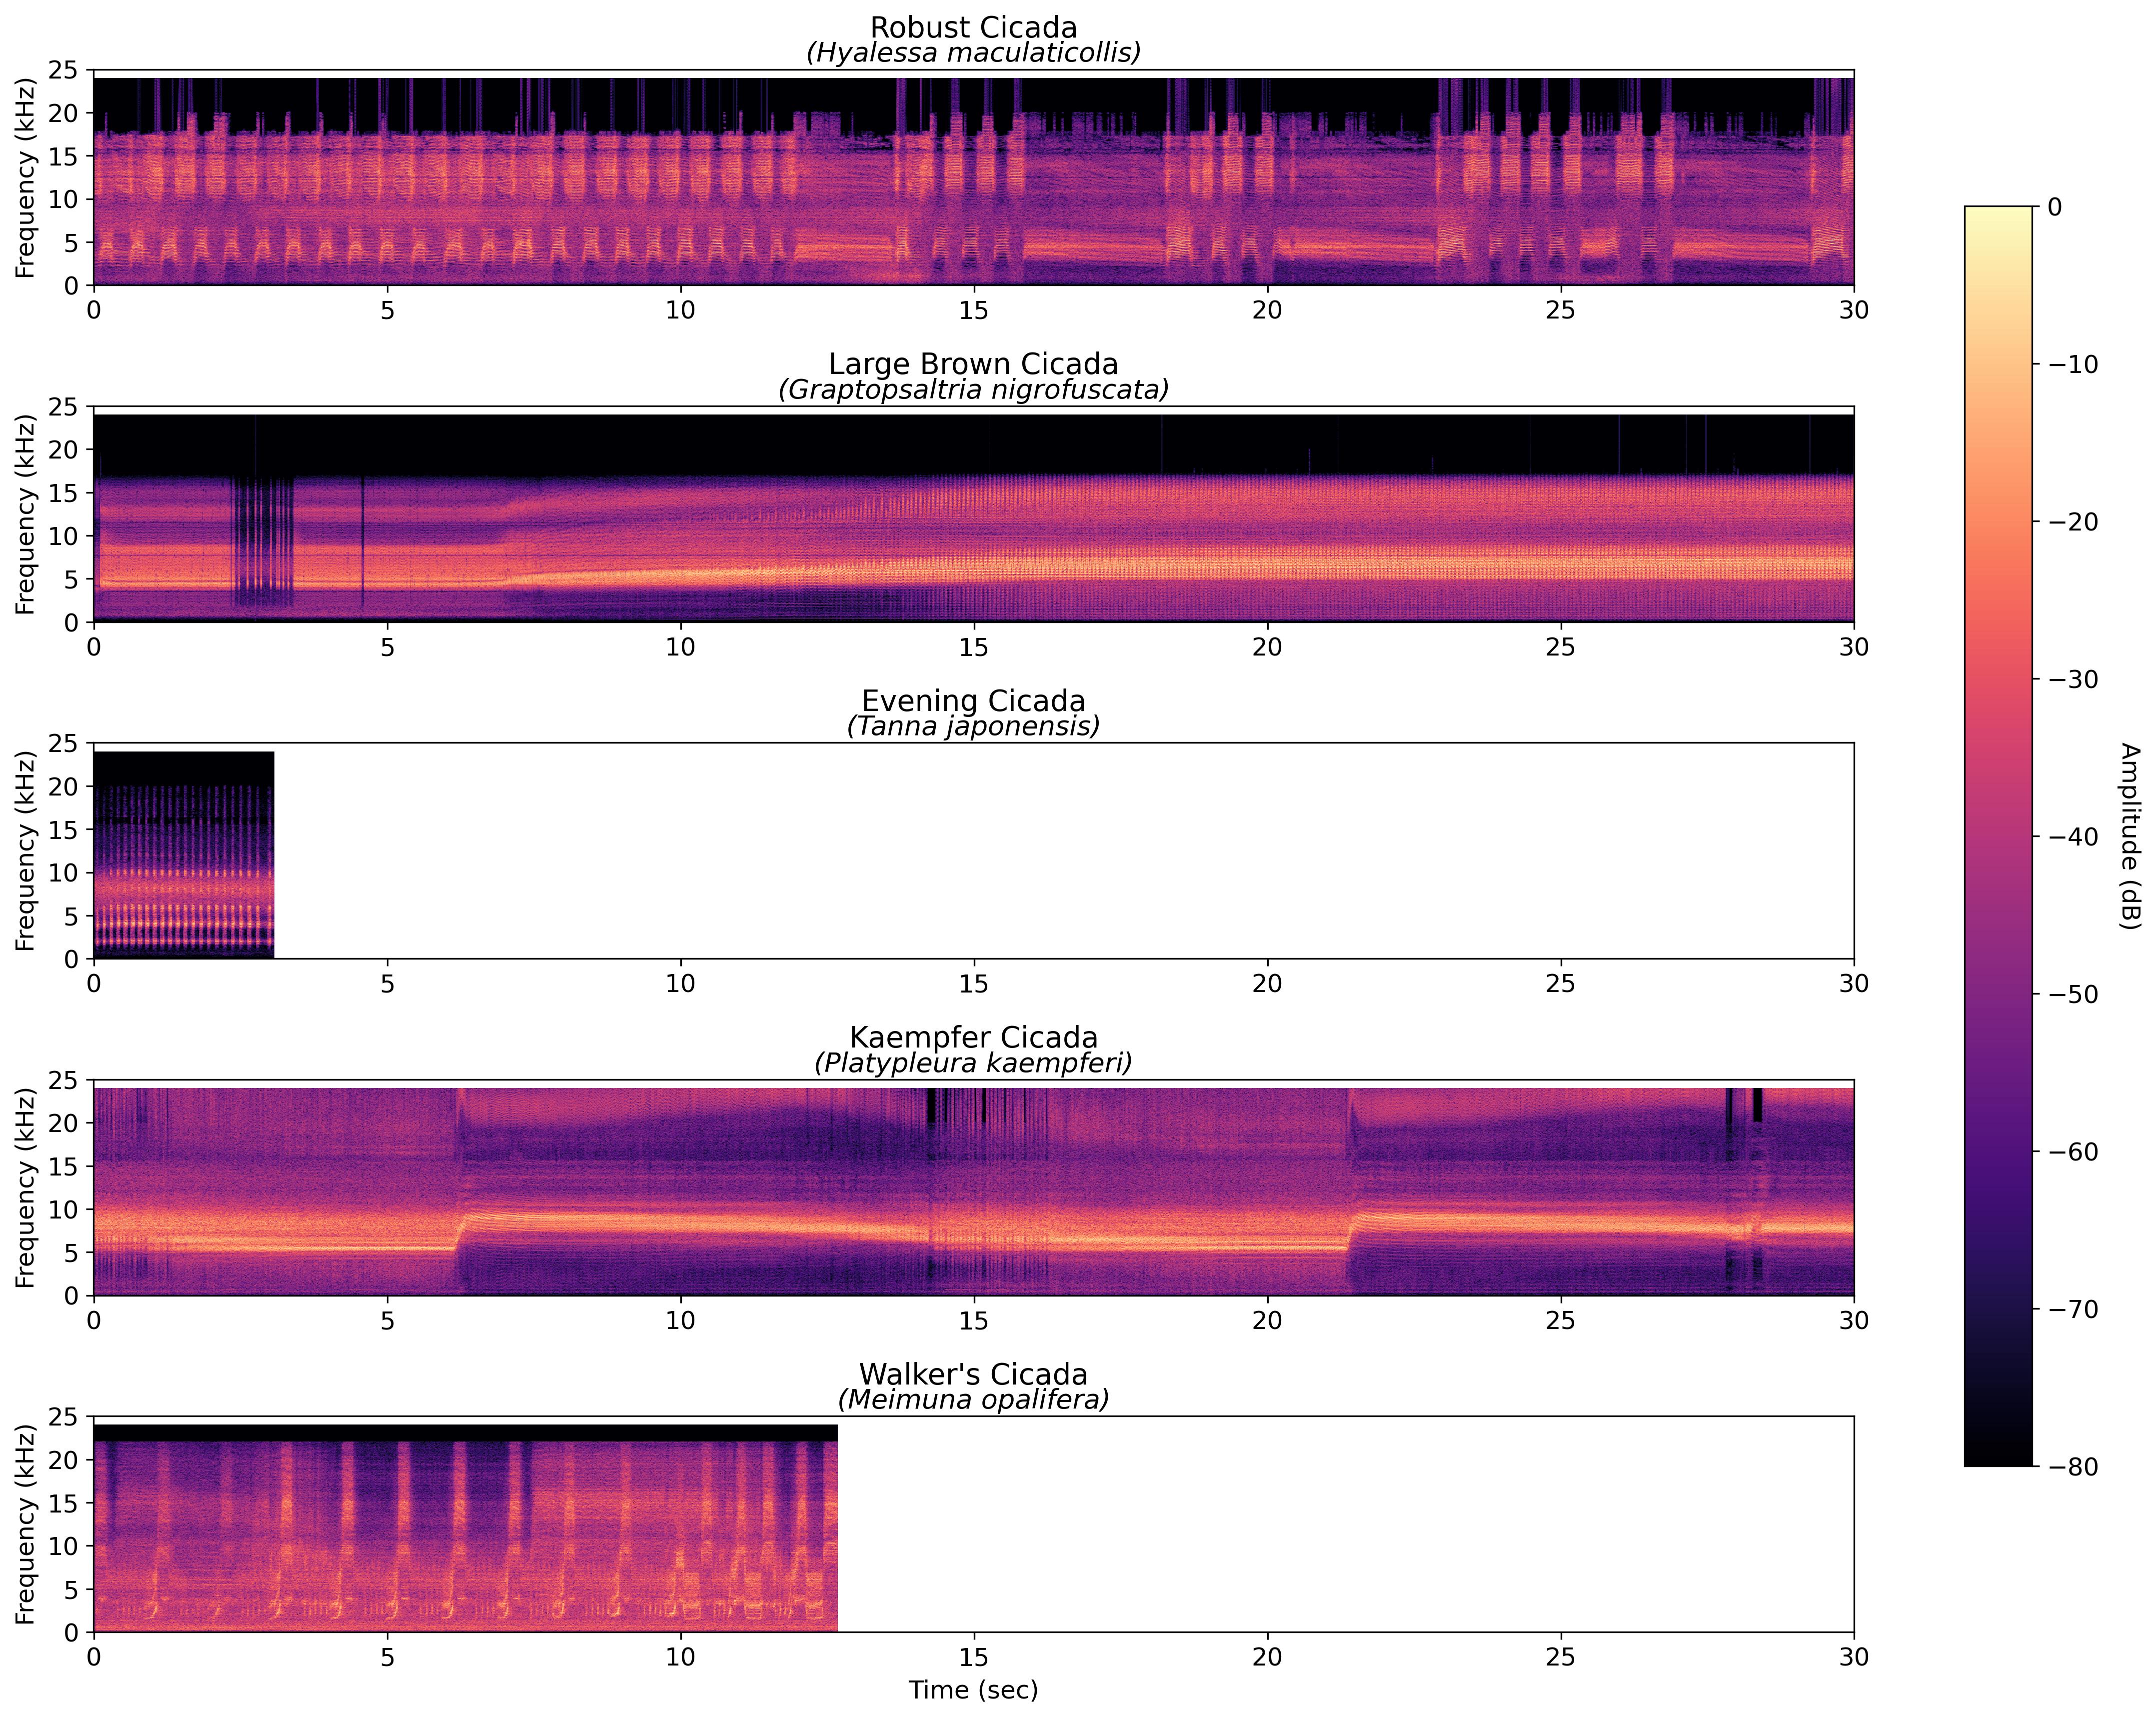 Robust Cicada
(Hyalessa maculaticollis)
25
20
15
10
5
0
Frequency (kHz)
0 5 10 15 20 25 30
Large Brown Cicada
(Graptopsaltria nigrofuscata)
25
20
15
10
5
0
Frequency (kHz)
0 5 10 15 20 25 30
Evening Cicada
(Tanna japonensis)
25
20
15
10
5
0
Frequency (kHz)
0 5 10 15 20 25 30
Kaempfer Cicada
(Platypleura kaempferi)
25
20
15
10
5
0
Frequency (kHz)
0 5 10 15 20 25 30
Walker's Cicada
(Meimuna opalifera)
25
20
15
10
5
0
Frequency (kHz)
0 5 10 15 20 25 30
Time (sec)
0
−10
−20
−30
−40
−50
−60
−70
−80
Amplitude (dB)